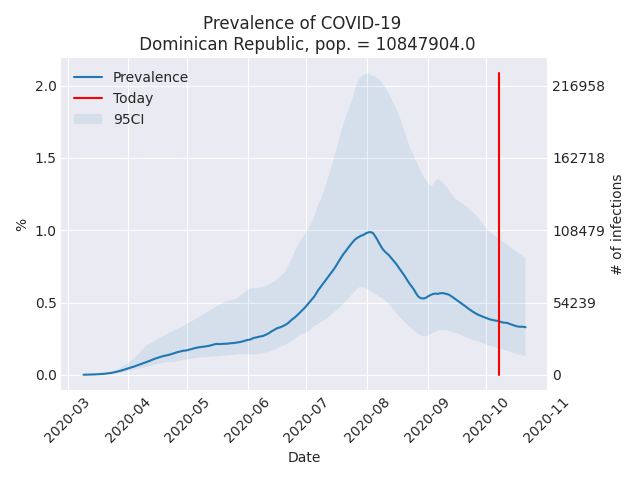 Prevalence of COVID-19
Dominican Republic, pop. = 10847904.0
Prevalence
Today
95CI
2.0
1.5
1.0
0.5
0.0
%
216958
162718
108479
54239
0
# of infections
2020-03
2020-04
2020-05
2020-06
2020-07
2020-08
2020-09
2020-10
2020-11
Date